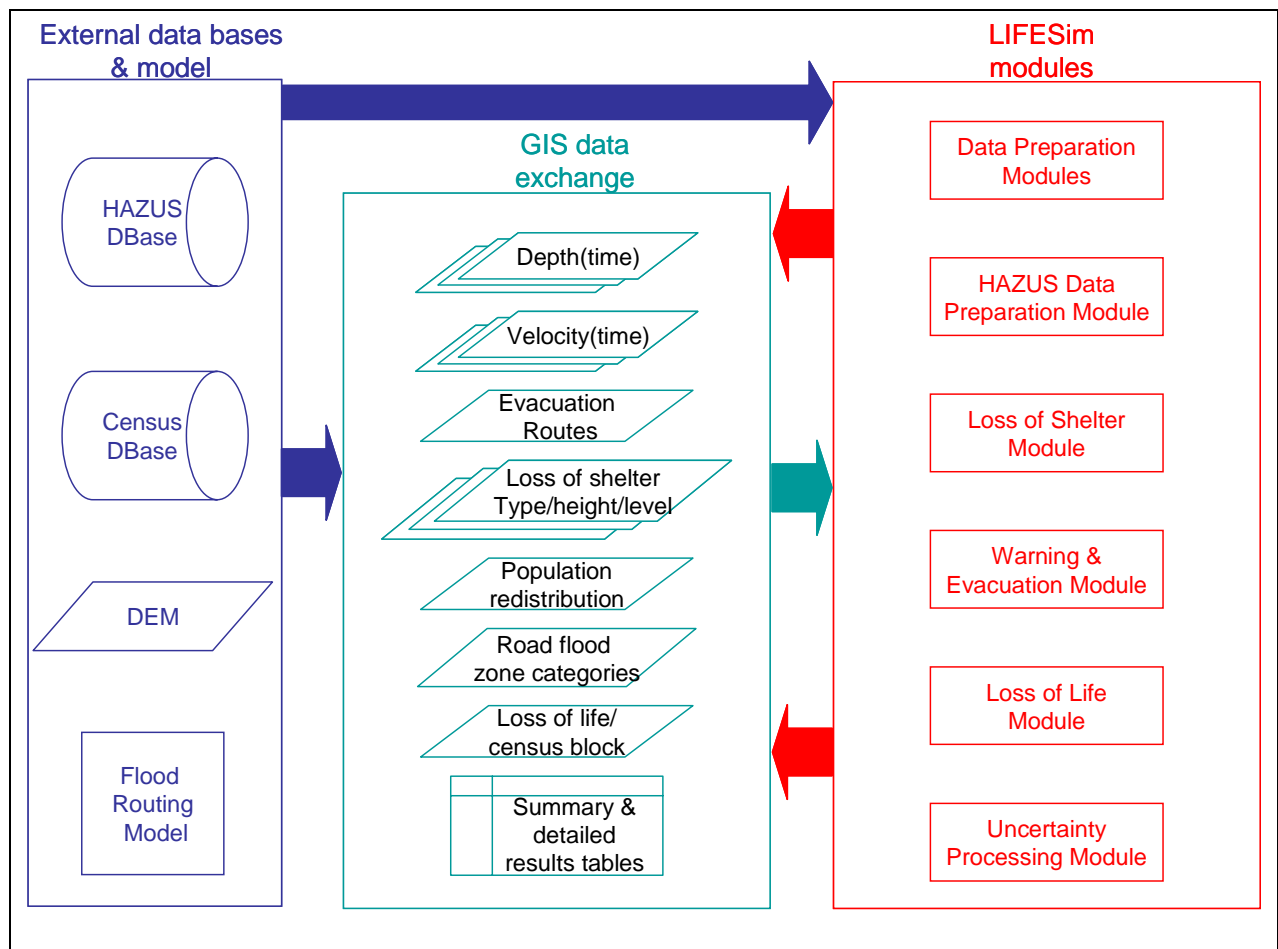 External data bases
& model
HAZUS
DBase
Census
DBase
DEM
Flood
Routing
Model
GIS data
exchange
Depth(time)
Velocity(time)
Evacuation
Routes
Loss of shelter
Type/height/level
Population
redistribution
Road flood
zone categories
Loss of life/
census block
Summary &
detailed
results tables
LIFESim
modules
Data Preparation
Modules
HAZUS Data
Preparation Module
Loss of Shelter
Module
Warning &
Evacuation Module
Loss of Life
Module
Uncertainty
Processing Module